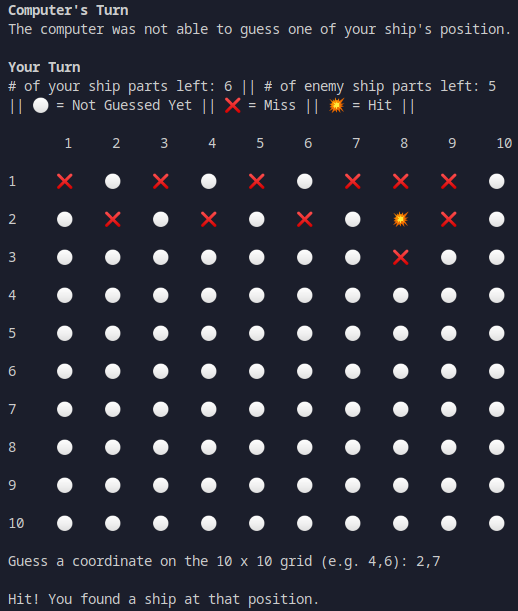 Computer's Turn
The computer was not able to guess one of your ship's position.
Your Turn
# of your ship parts left: 6 || # of enemy ship parts left: 5
|| ⚪ = Not Guessed Yet || ❌ = Miss || 💥 = Hit ||
1 2 3 4 5 6 7 8 9 10
1 ❌ ⚪ ❌ ⚪ ❌ ⚪ ❌ ❌ ❌ ⚪
2 ⚪ ❌ ⚪ ❌ ⚪ ❌ ⚪ 💥 ❌ ⚪
3 ⚪ ⚪ ⚪ ⚪ ⚪ ⚪ ⚪ ❌ ⚪ ⚪
4 ⚪ ⚪ ⚪ ⚪ ⚪ ⚪ ⚪ ⚪ ⚪ ⚪
5 ⚪ ⚪ ⚪ ⚪ ⚪ ⚪ ⚪ ⚪ ⚪ ⚪
6 ⚪ ⚪ ⚪ ⚪ ⚪ ⚪ ⚪ ⚪ ⚪ ⚪
7 ⚪ ⚪ ⚪ ⚪ ⚪ ⚪ ⚪ ⚪ ⚪ ⚪
8 ⚪ ⚪ ⚪ ⚪ ⚪ ⚪ ⚪ ⚪ ⚪ ⚪
9 ⚪ ⚪ ⚪ ⚪ ⚪ ⚪ ⚪ ⚪ ⚪ ⚪
10 ⚪ ⚪ ⚪ ⚪ ⚪ ⚪ ⚪ ⚪ ⚪ ⚪
Guess a coordinate on the 10 x 10 grid (e.g. 4,6): 2,7
Hit! You found a ship at that position.